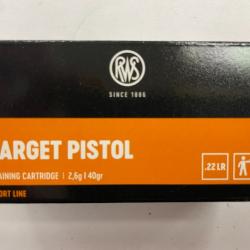 RWS
SINCE 1886
ARGET PISTOL
AINING CARTRIDGE | 2,6g | 40gr
.22 LR
ORT LINE